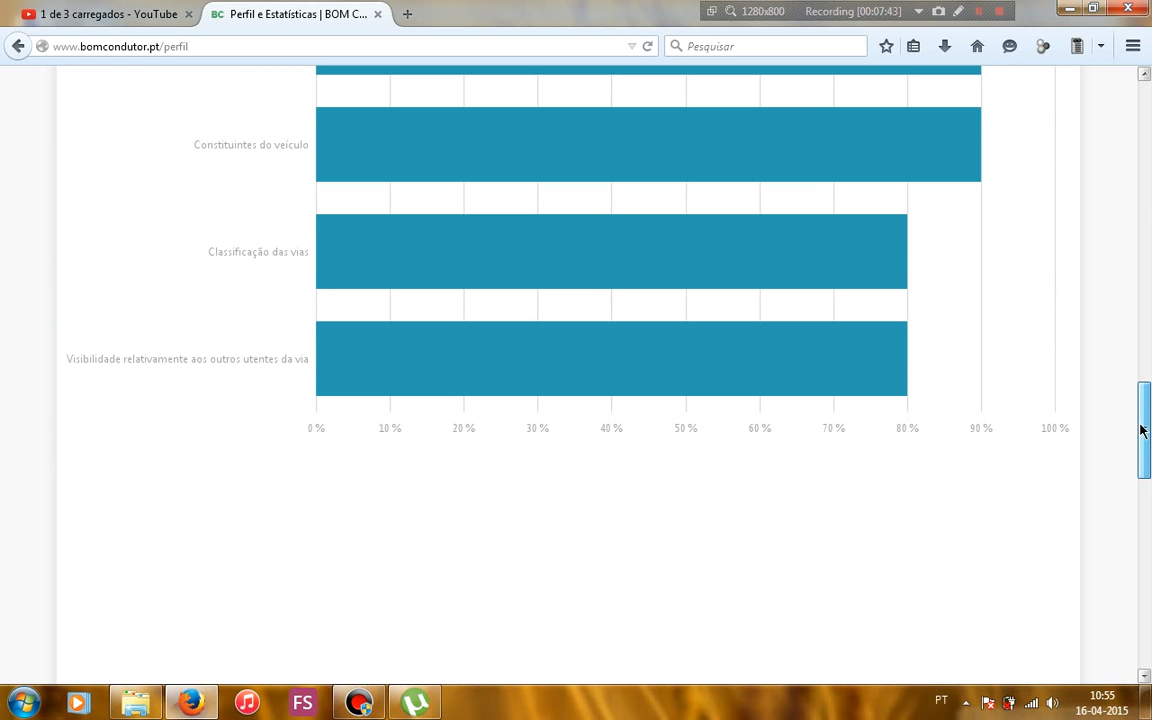 1 de 3 carregados - YouTube
BC Perfil e Estatísticas | BOM C...
1280x800 Recording [00:07:43]
www.bomcondutor.pt/perfil
Pesquisar
Constituintes do veículo
Classificação das vias
Visibilidade relativamente aos outros utentes da via
0 % 10 % 20 % 30 % 40 % 50 % 60 % 70 % 80 % 90 % 100 %
FS
PT
10:55
16-04-2015